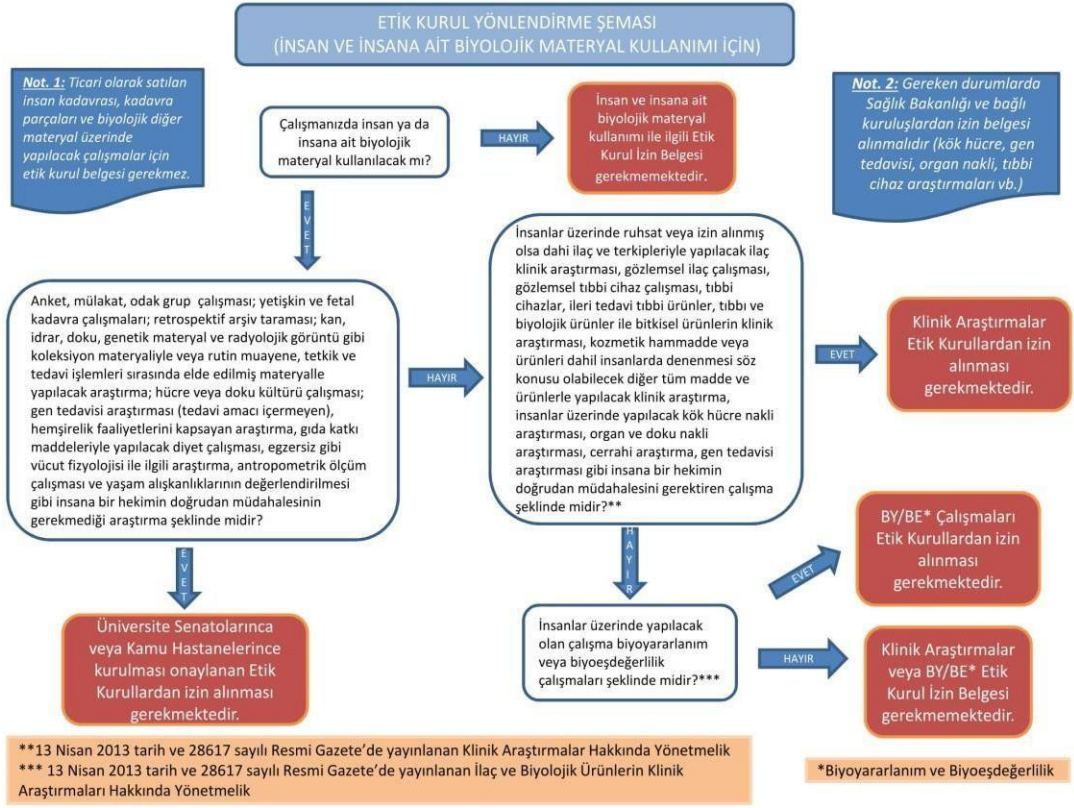 ETİK KURUL YÖNLENDİRME ŞEMASI
(İNSAN VE İNSANA AİT BİYOLOJİK MATERYAL KULLANIMI İÇİN)
Not. 1: Ticari olarak satılan
insan kadavrası, kadavra
parçaları ve biyolojik diğer
materyal üzerinde
yapılacak çalışmalar için
etik kurul belgesi gerekmez.
Çalışmanızda insan ya da
insana ait biyolojik
materyal kullanılacak mı?
HAYIR
İnsan ve insana ait
biyolojik materyal
kullanımı ile ilgili Etik
Kurul İzin Belgesi
gerekmemektedir.
Not. 2: Gereken durumlarda
Sağlık Bakanlığı ve bağlı
kuruluşlardan izin belgesi
alınmalıdır (kök hücre, gen
tedavisi, organ nakli, tıbbi
cihaz araştırmaları vb.)
EVET
Anket, mülakat, odak grup çalışması; yetişkin ve fetal
kadavra çalışmaları; retrospektif arşiv taraması; kan,
idrar, doku, genetik materyal ve radyolojik görüntü gibi
koleksiyon materyaliyle veya rutin muayene, tetkik ve
tedavi işlemleri sırasında elde edilmiş materyalle
yapılacak araştırma; hücre veya doku kültürü çalışması;
gen tedavisi araştırması (tedavi amacı içermeyen),
hemşirelik faaliyetlerini kapsayan araştırma, gıda katkı
maddeleriyle yapılacak diyet çalışması, egzersiz gibi
vücut fizyolojisi ile ilgili araştırma, antropometrik ölçüm
çalışması ve yaşam alışkanlıklarının değerlendirilmesi
gibi insana bir hekimin doğrudan müdahalesinin
gerekmediği araştırma şeklinde midir?
HAYIR
İnsanlar üzerinde ruhsat veya izin alınmış
olsa dahi ilaç ve terkipleriyle yapılacak ilaç
klinik araştırması, gözlemsel ilaç çalışması,
gözlemsel tıbbi cihaz çalışması, tıbbi
cihazlar, ileri tedavi tıbbi ürünler, tıbbı ve
biyolojik ürünler ile bitkisel ürünlerin klinik
araştırması, kozmetik hammadde veya
ürünleri dahil insanlarda denenmesi söz
konusu olabilecek diğer tüm madde ve
ürünlerle yapılacak klinik araştırma,
insanlar üzerinde yapılacak kök hücre nakli
araştırması, organ ve doku nakli
araştırması, cerrahi araştırma, gen tedavisi
araştırması gibi insana bir hekimin
doğrudan müdahalesini gerektiren çalışma
şeklinde midir?**
EVET
Klinik Araştırmalar
Etik Kurullardan izin
alınması
gerekmektedir.
EVET
Üniversite Senatolarınca
veya Kamu Hastanelerince
kurulması onaylanan Etik
Kurullardan izin alınması
gerekmektedir.
HAYIR
İnsanlar üzerinde yapılacak
olan çalışma biyoyararlanım
veya biyoeşdeğerlilik
çalışmaları şeklinde midir?***
EVET
BY/BE* Çalışmaları
Etik Kurullardan izin
alınması
gerekmektedir.
HAYIR
Klinik Araştırmalar
veya BY/BE* Etik
Kurul İzin Belgesi
gerekmemektedir.
**13 Nisan 2013 tarih ve 28617 sayılı Resmi Gazete’de yayınlanan Klinik Araştırmalar Hakkında Yönetmelik
*** 13 Nisan 2013 tarih ve 28617 sayılı Resmi Gazete’de yayınlanan İlaç ve Biyolojik Ürünlerin Klinik
Araştırmaları Hakkında Yönetmelik
*Biyoyararlanım ve Biyoeşdeğerlilik